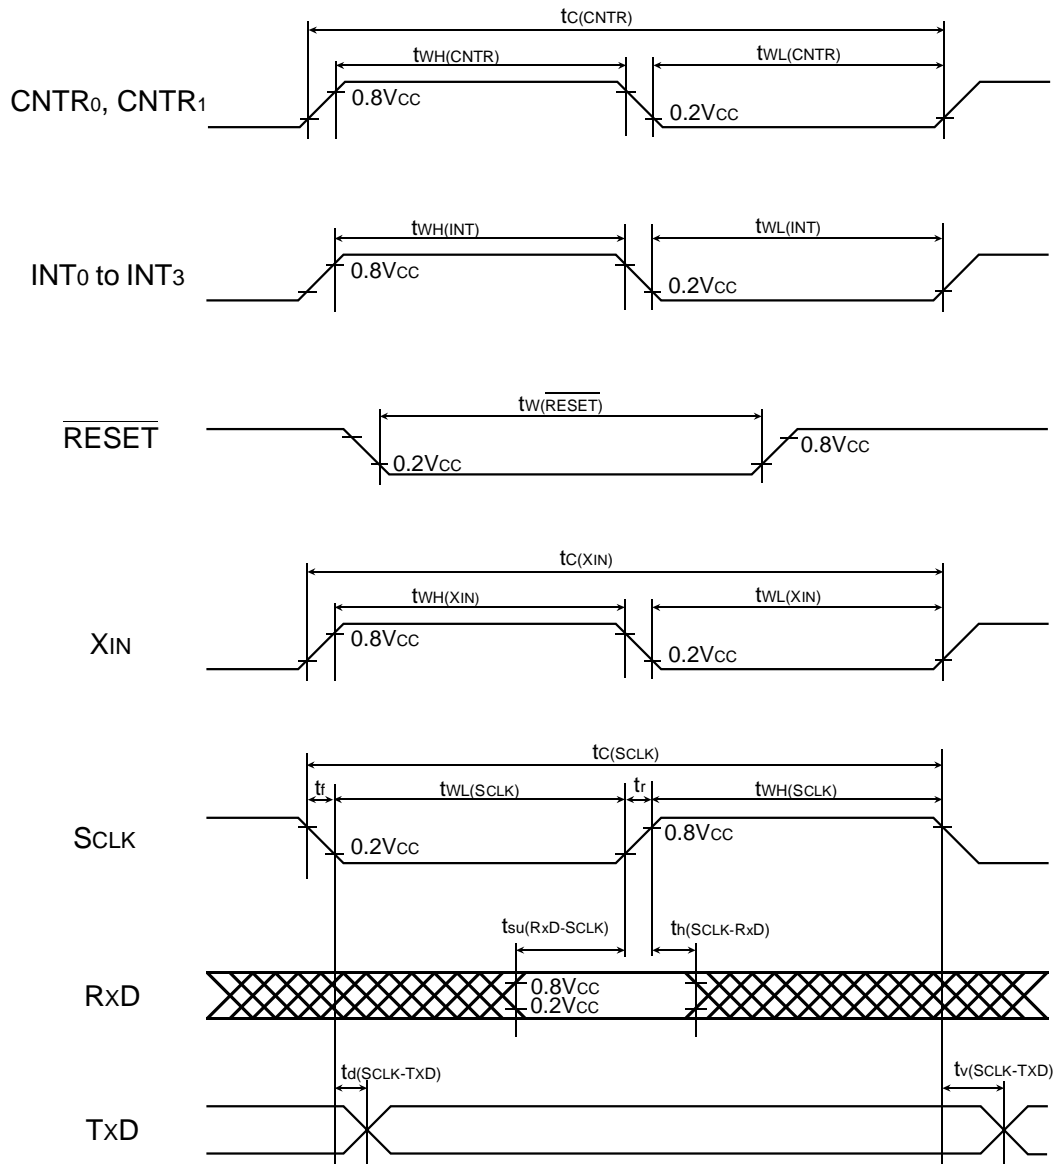 tC(CNTR)
tWH(CNTR) tWL(CNTR)
CNTR0, CNTR1 0.8VCC 0.2VCC
tWH(INT) tWL(INT)
INT0 to INT3 0.8VCC 0.2VCC
tW(RESET)
RESET 0.2VCC 0.8VCC
tC(XIN)
tWH(XIN) tWL(XIN)
XIN 0.8VCC 0.2VCC
tC(SCLK)
tf tWL(SCLK) tr tWH(SCLK)
SCLK 0.2VCC 0.8VCC
tsu(RxD-SCLK) th(SCLK-RxD)
RXD 0.8VCC
0.2VCC
td(SCLK-TXD) tv(SCLK-TXD)
TXD